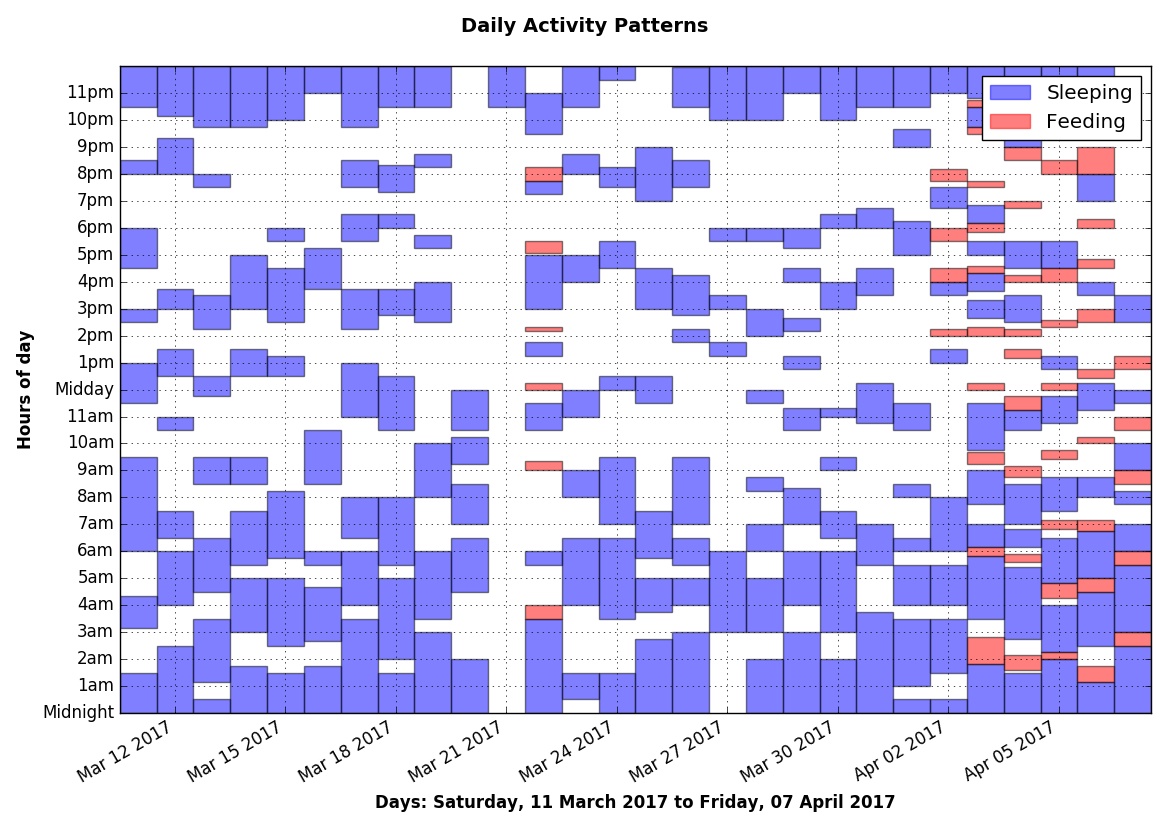 Daily Activity Patterns
Sleeping
Feeding
11pm
10pm
9pm
8pm
7pm
6pm
5pm
4pm
3pm
2pm
1pm
Midday
11am
10am
9am
8am
7am
6am
5am
4am
3am
2am
1am
Midnight
Hours of day
Mar 12 2017
Mar 15 2017
Mar 18 2017
Mar 21 2017
Mar 24 2017
Mar 27 2017
Mar 30 2017
Apr 02 2017
Apr 05 2017
Days: Saturday, 11 March 2017 to Friday, 07 April 2017